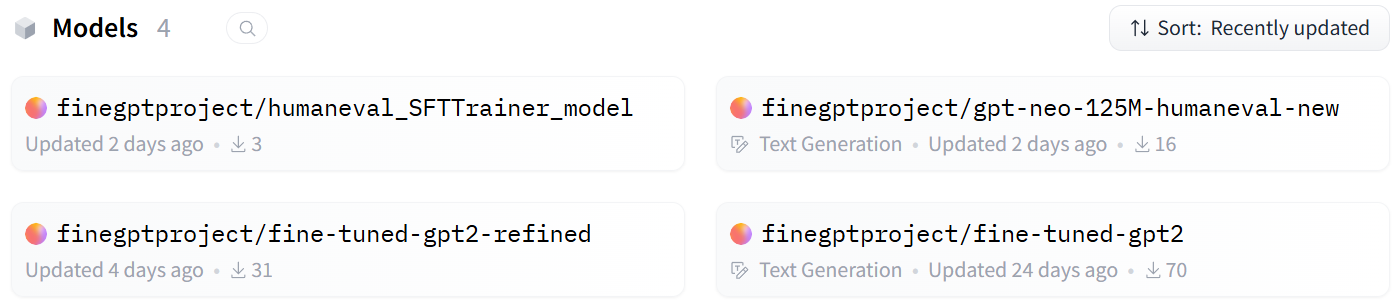 Models 4
Sort: Recently updated
finegptproject/humaneval_SFTTrainer_model
Updated 2 days ago • 3
finegptproject/gpt-neo-125M-humaneval-new
Text Generation • Updated 2 days ago • 16
finegptproject/fine-tuned-gpt2-refined
Updated 4 days ago • 31
finegptproject/fine-tuned-gpt2
Text Generation • Updated 24 days ago • 70